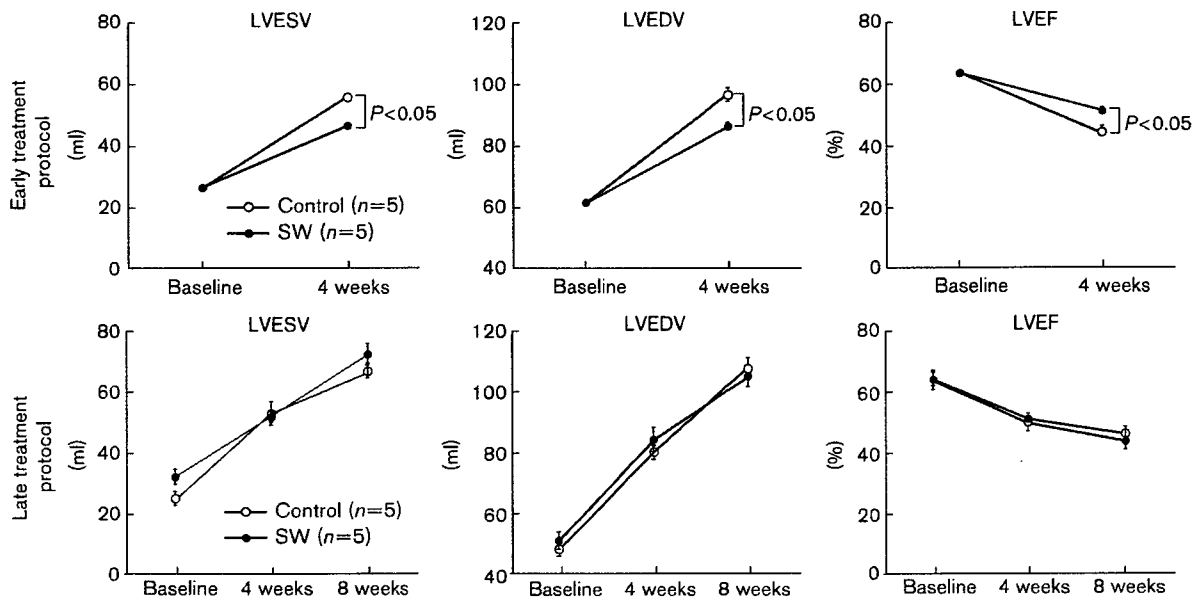 LVESV
80
60
40
20
0
(ml)
Early treatment
protocol
P<0.05
Control (n=5)
SW (n=5)
Baseline
4 weeks
LVEDV
120
100
80
60
40
(ml)
P<0.05
Baseline
4 weeks
LVEF
80
60
40
20
0
(%)
P<0.05
Baseline
4 weeks
LVESV
80
60
40
20
0
(ml)
Late treatment
protocol
Control (n=5)
SW (n=5)
Baseline
4 weeks
8 weeks
LVEDV
120
100
80
60
40
(ml)
Baseline
4 weeks
8 weeks
LVEF
80
60
40
20
0
(%)
Baseline
4 weeks
8 weeks